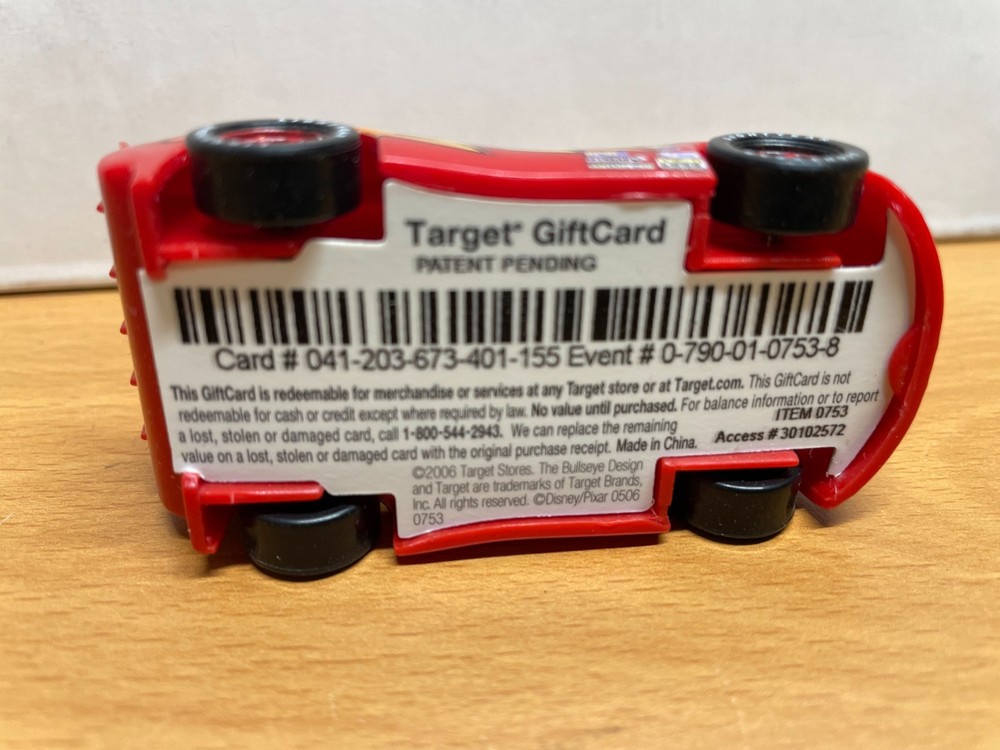 Target® GiftCard
PATENT PENDING
Card # 041-203-673-401-155 Event # 0-790-01-0753-8
This GiftCard is redeemable for merchandise or services at any Target store or at Target.com. This GiftCard is not
redeemable for cash or credit except where required by law. No value until purchased. For balance information or to report
a lost, stolen or damaged card, call 1-800-544-2943. We can replace the remaining
value on a lost, stolen or damaged card with the original purchase receipt. Made in China.
ITEM 0753
Access # 30102572
©2006 Target Stores. The Bullseye Design
and Target are trademarks of Target Brands,
Inc. All rights reserved. ©Disney/Pixar 0506
0753